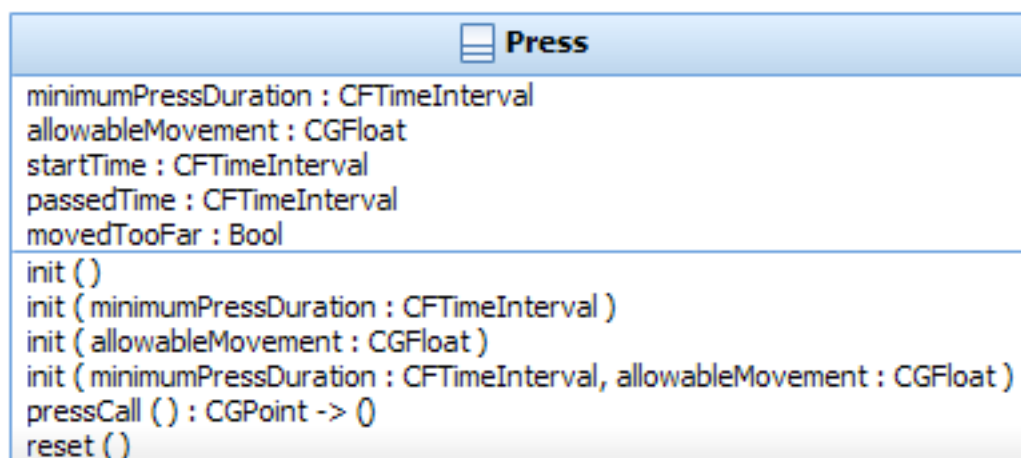 Press
minimumPressDuration : CFTimeInterval
allowableMovement : CGFloat
startTime : CFTimeInterval
passedTime : CFTimeInterval
movedTooFar : Bool
init ( )
init ( minimumPressDuration : CFTimeInterval )
init ( allowableMovement : CGFloat )
init ( minimumPressDuration : CFTimeInterval, allowableMovement : CGFloat )
pressCall ( ) : CGPoint -> ()
reset ( )